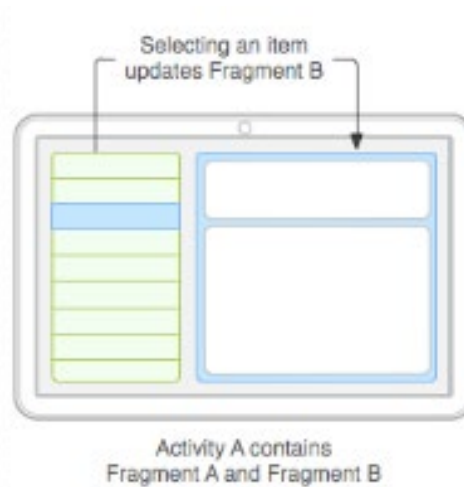 Selecting an item
updates Fragment B
Activity A contains
Fragment A and Fragment B